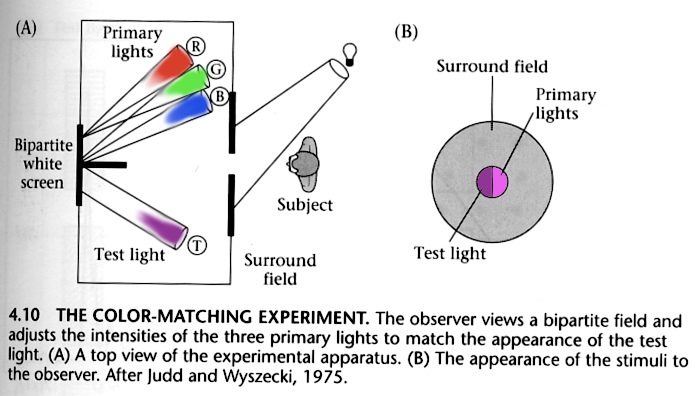 (A)
Primary
lights
R
G
B
Bipartite
white
screen
Subject
Test light
T
Surround
field
(B)
Surround field
Primary
lights
Test light
4.10 THE COLOR-MATCHING EXPERIMENT. The observer views a bipartite field and
adjusts the intensities of the three primary lights to match the appearance of the test
light. (A) A top view of the experimental apparatus. (B) The appearance of the stimuli to
the observer. After Judd and Wyszecki, 1975.